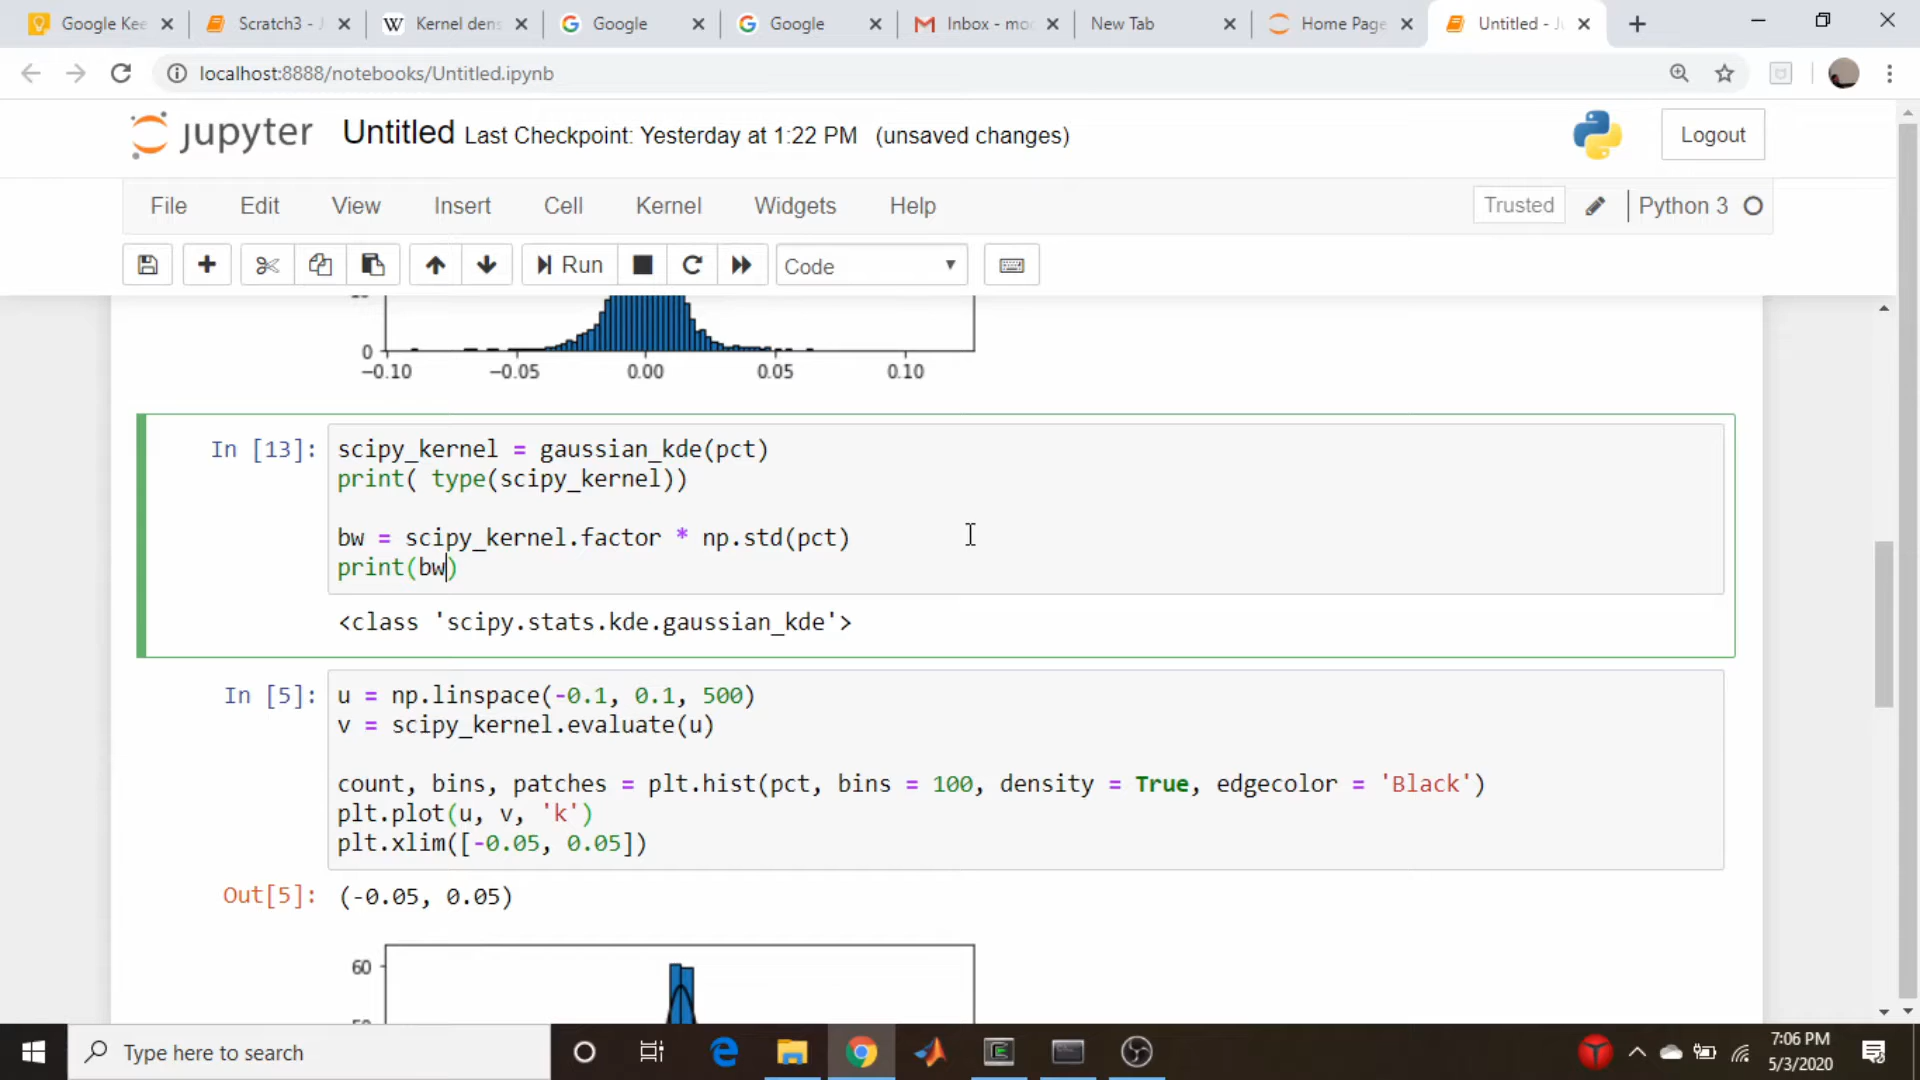 Google Kee
Scratch3 - J
Kernel dens
Google
Google
Inbox - moo
New Tab
Home Page
Untitled - Ju
localhost:8888/notebooks/Untitled.ipynb
jupyter Untitled Last Checkpoint: Yesterday at 1:22 PM (unsaved changes)
Logout
File Edit View Insert Cell Kernel Widgets Help
Trusted
Python 3
Run
Code
0
−0.10 −0.05 0.00 0.05 0.10
In [13]: scipy_kernel = gaussian_kde(pct)
print( type(scipy_kernel))
bw = scipy_kernel.factor * np.std(pct)
print(bw)
<class 'scipy.stats.kde.gaussian_kde'>
In [5]: u = np.linspace(-0.1, 0.1, 500)
v = scipy_kernel.evaluate(u)
count, bins, patches = plt.hist(pct, bins = 100, density = True, edgecolor = 'Black')
plt.plot(u, v, 'k')
plt.xlim([-0.05, 0.05])
Out[5]: (-0.05, 0.05)
60
Type here to search
7:06 PM
5/3/2020